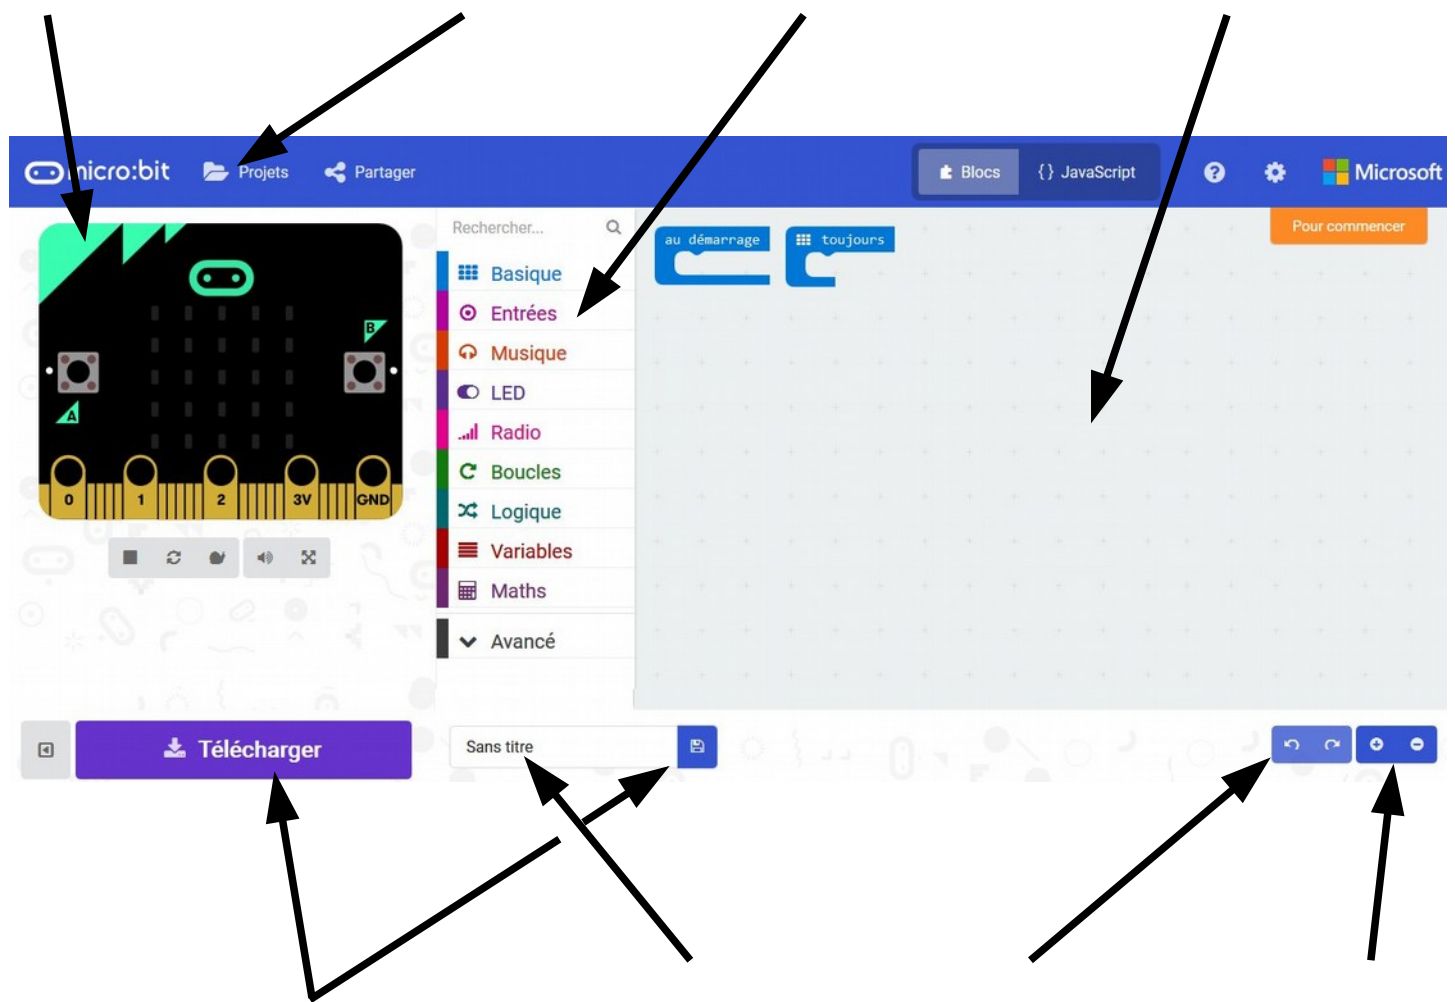 micro:bit
Projets
Partager
Blocs
{} JavaScript
?
Microsoft
Rechercher...
au démarrage
toujours
Pour commencer
Basique
Entrées
B
Musique
LED
A
Radio
Boucles
0 1 2 3V GND
Logique
Variables
Maths
Avancé
Télécharger
Sans titre